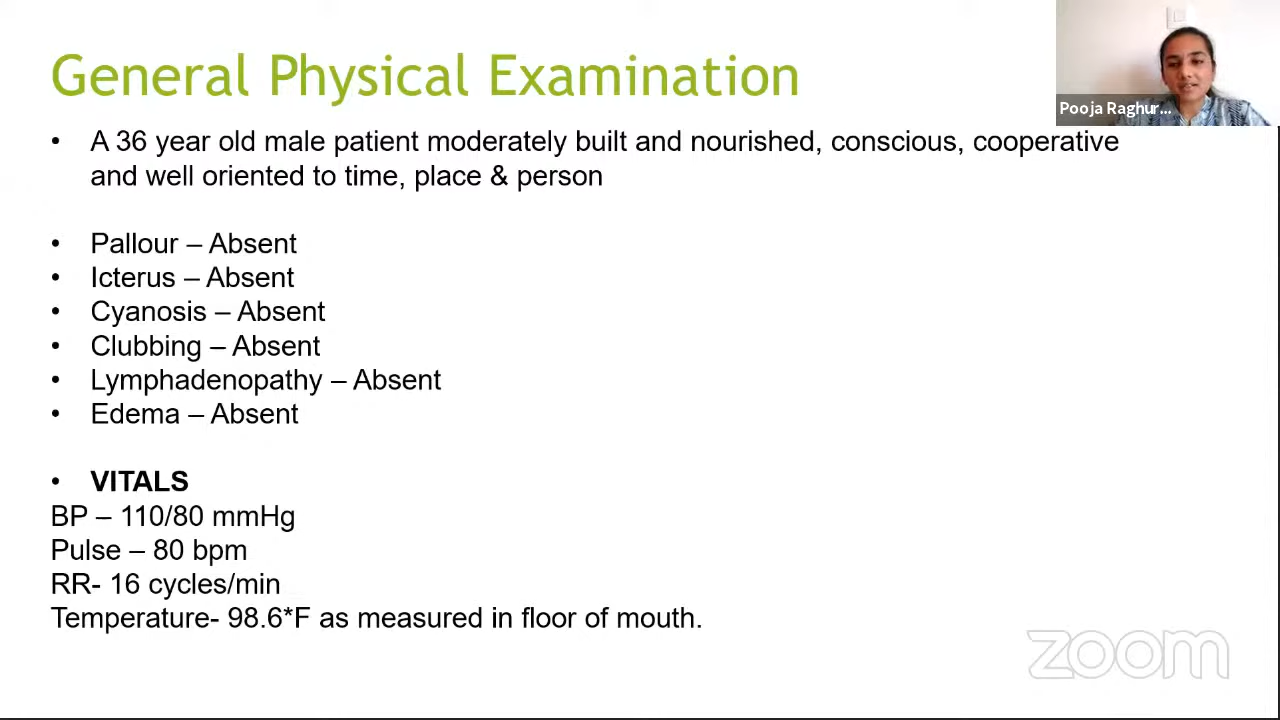 General Physical Examination
Pooja Raghur...
• A 36 year old male patient moderately built and nourished, conscious, cooperative
and well oriented to time, place & person
• Pallour – Absent
• Icterus – Absent
• Cyanosis – Absent
• Clubbing – Absent
• Lymphadenopathy – Absent
• Edema – Absent
• VITALS
BP – 110/80 mmHg
Pulse – 80 bpm
RR- 16 cycles/min
Temperature- 98.6*F as measured in floor of mouth.
zoom